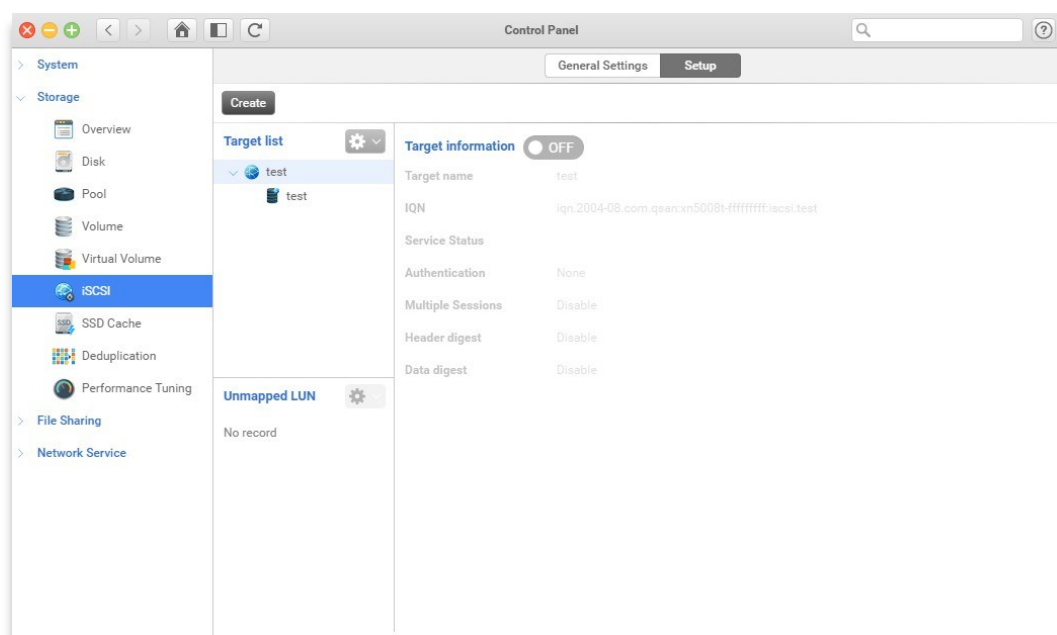 Control Panel
?
System
General Settings
Setup
Storage
Create
Overview
Disk
Pool
Volume
Virtual Volume
iSCSI
SSD
SSD Cache
Deduplication
Performance Tuning
File Sharing
Network Service
Target list
test
test
Unmapped LUN
No record
Target information
OFF
Target name test
IQN iqn.2004-08.com.qsan:xn5008t-fffffffff:iscsi.test
Service Status
Authentication None
Multiple Sessions Disable
Header digest Disable
Data digest Disable